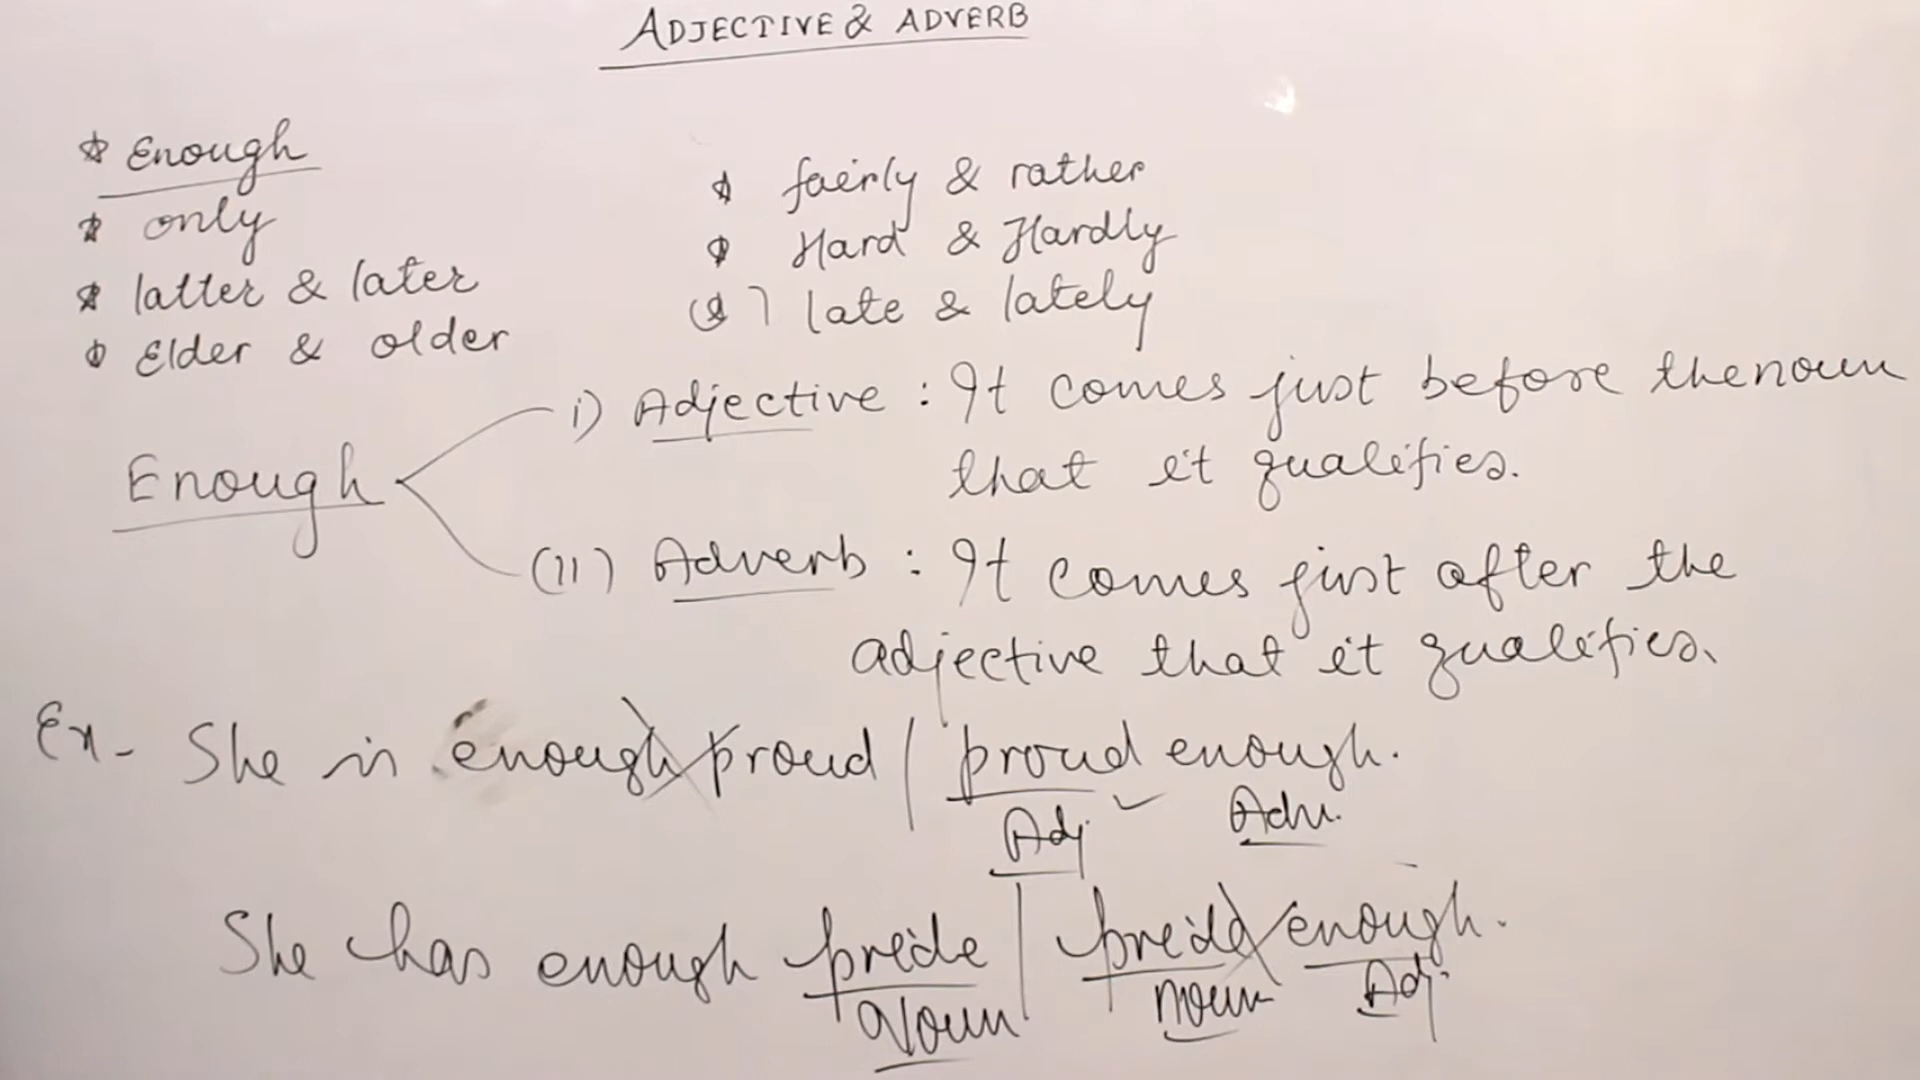 ADJECTIVE & ADVERB
* Enough
* only
* latter & later
* Elder & older
* fairly & rather
* Hard & Hardly
(*) late & lately
Enough
i) Adjective : It comes just before the noun
that it qualifies.
(ii) Adverb : It comes just after the
adjective that it qualifies.
Ex- She is enough proud / proud enough.
Adj Adv.
She has enough pride / pride enough.
Noun noun Adj.